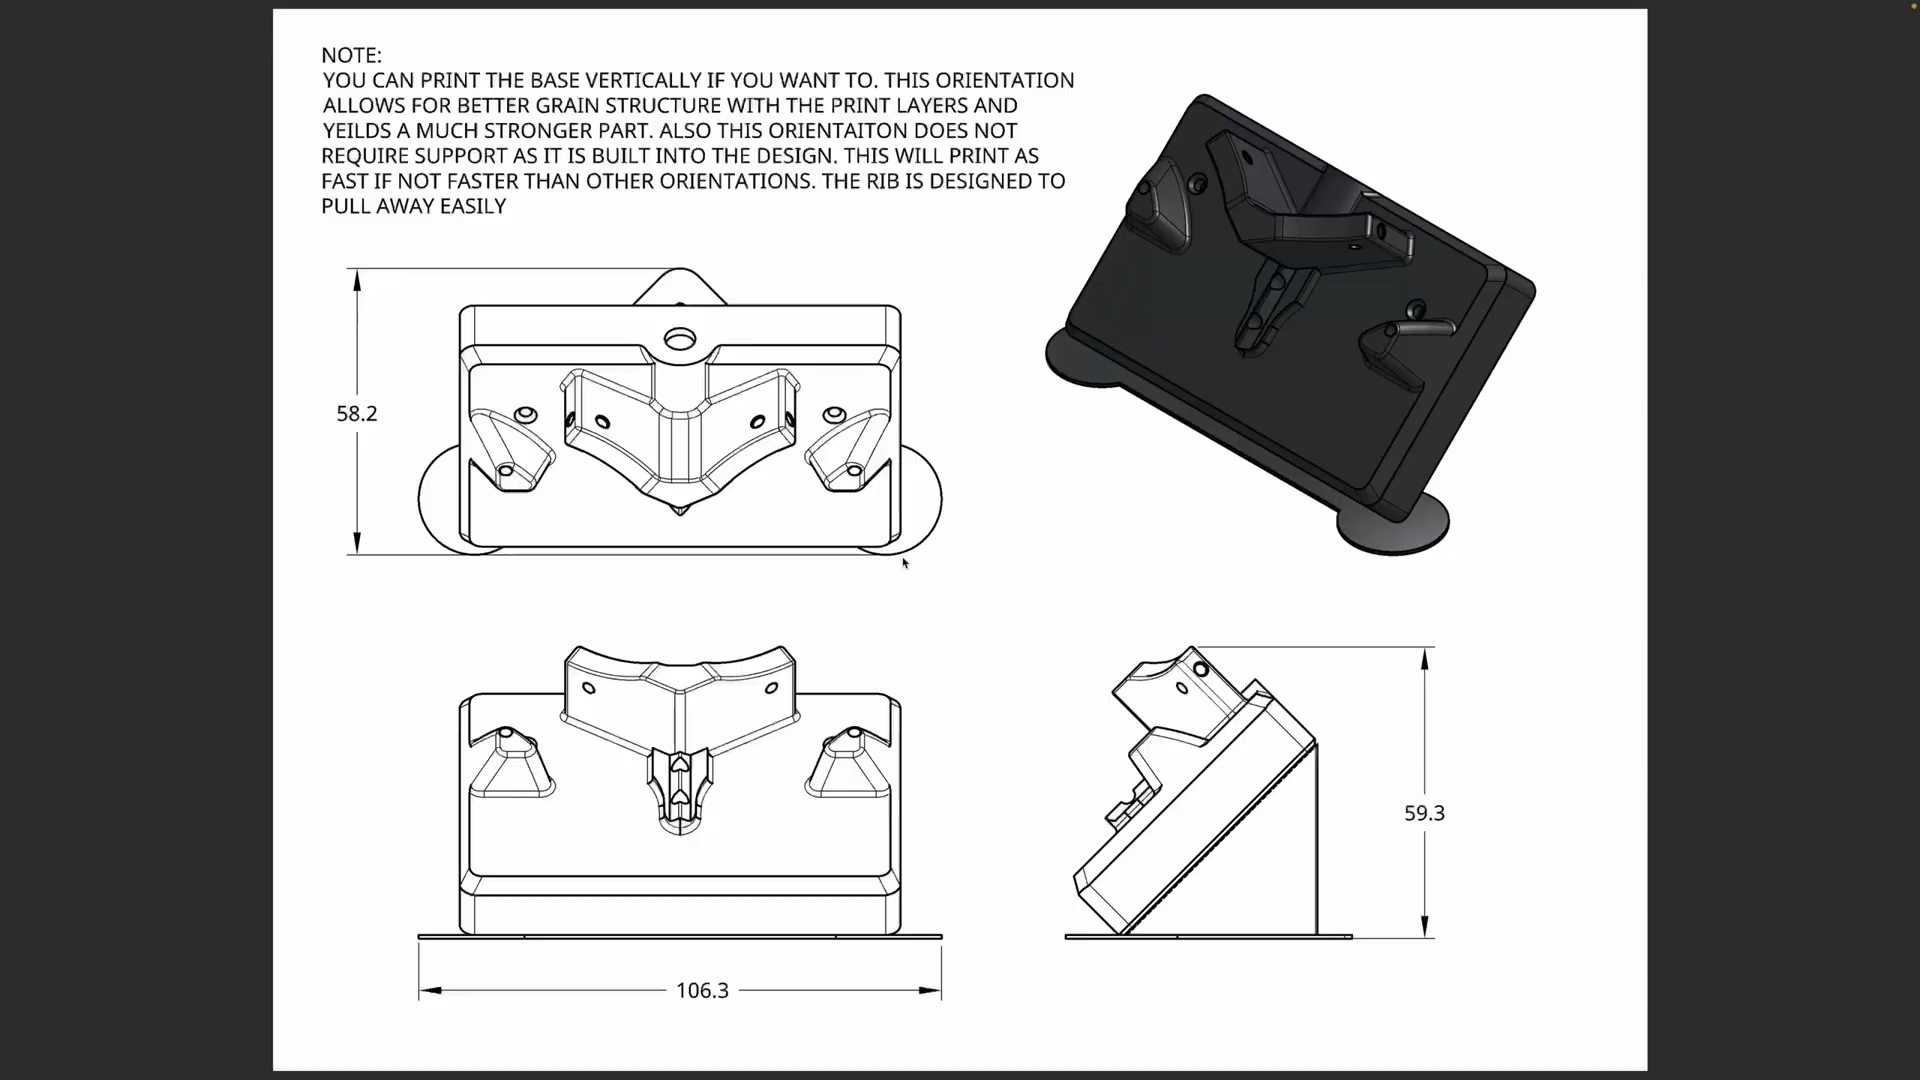 NOTE:
YOU CAN PRINT THE BASE VERTICALLY IF YOU WANT TO. THIS ORIENTATION
ALLOWS FOR BETTER GRAIN STRUCTURE WITH THE PRINT LAYERS AND
YEILDS A MUCH STRONGER PART. ALSO THIS ORIENTAITON DOES NOT
REQUIRE SUPPORT AS IT IS BUILT INTO THE DESIGN. THIS WILL PRINT AS
FAST IF NOT FASTER THAN OTHER ORIENTATIONS. THE RIB IS DESIGNED TO
PULL AWAY EASILY
58.2
59.3
106.3